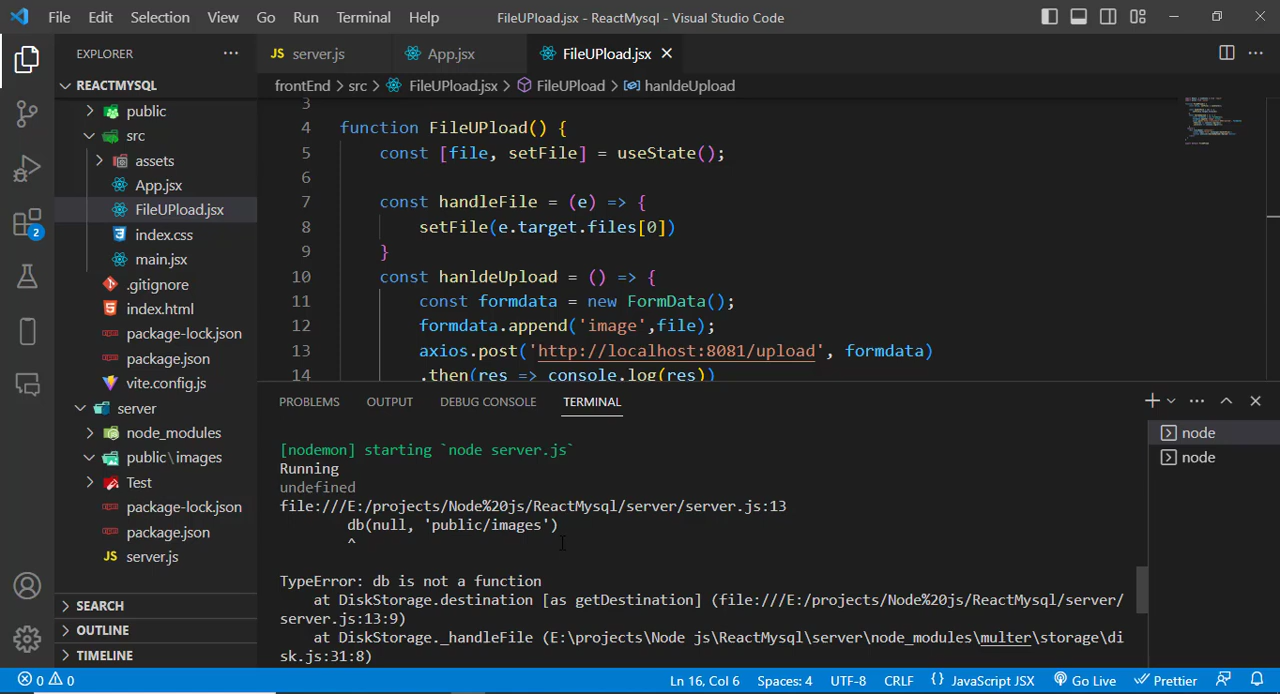 File Edit Selection View Go Run Terminal Help FileUPload.jsx - ReactMysql - Visual Studio Code
EXPLORER
REACTMYSQL
public
src
assets
App.jsx
FileUPload.jsx
index.css
main.jsx
.gitignore
index.html
package-lock.json
package.json
vite.config.js
server
node_modules
public\images
Test
package-lock.json
package.json
server.js
SEARCH
OUTLINE
TIMELINE
2
JS server.js App.jsx FileUPload.jsx
frontEnd > src > FileUPload.jsx > FileUPload > hanldeUpload
3
4 function FileUPload() {
5 const [file, setFile] = useState();
6
7 const handleFile = (e) => {
8 setFile(e.target.files[0])
9 }
10 const hanldeUpload = () => {
11 const formdata = new FormData();
12 formdata.append('image',file);
13 axios.post('http://localhost:8081/upload', formdata)
14 .then(res => console.log(res))
PROBLEMS OUTPUT DEBUG CONSOLE TERMINAL
[nodemon] starting `node server.js`
Running
undefined
file:///E:/projects/Node%20js/ReactMysql/server/server.js:13
db(null, 'public/images')
^
TypeError: db is not a function
at DiskStorage.destination [as getDestination] (file:///E:/projects/Node%20js/ReactMysql/server/
server.js:13:9)
at DiskStorage._handleFile (E:\projects\Node js\ReactMysql\server\node_modules\multer\storage\di
sk.js:31:8)
node
node
0 0 Ln 16, Col 6 Spaces: 4 UTF-8 CRLF {} JavaScript JSX Go Live Prettier